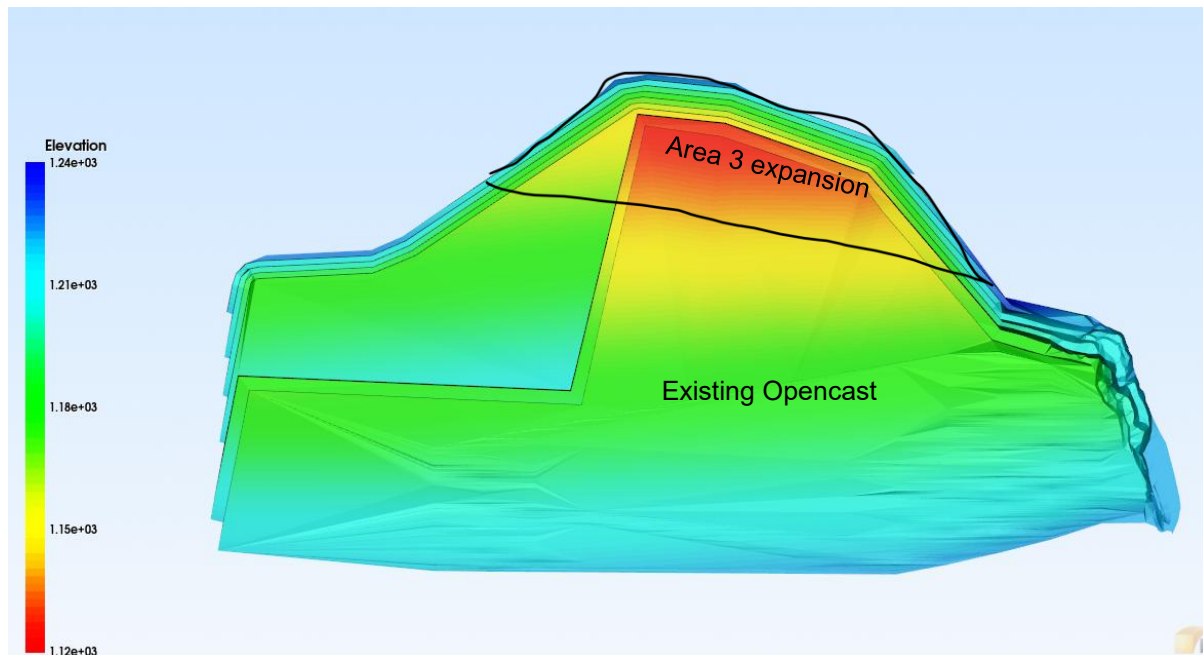 Elevation
1.24e+03
1.21e+03
1.18e+03
1.15e+03
1.12e+03
Area 3 expansion
Existing Opencast